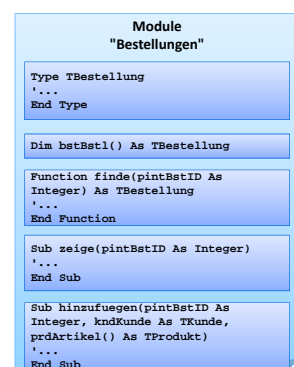 Module
"Bestellungen"
Type TBestellung
'...
End Type
Dim bstBstl() As TBestellung
Function finde(pintBstID As
Integer) As TBestellung
'...
End Function
Sub zeige(pintBstID As Integer)
'...
End Sub
Sub hinzufuegen(pintBstID As
Integer, kndKunde As TKunde,
prdArtikel() As TProdukt)
'...
End Sub